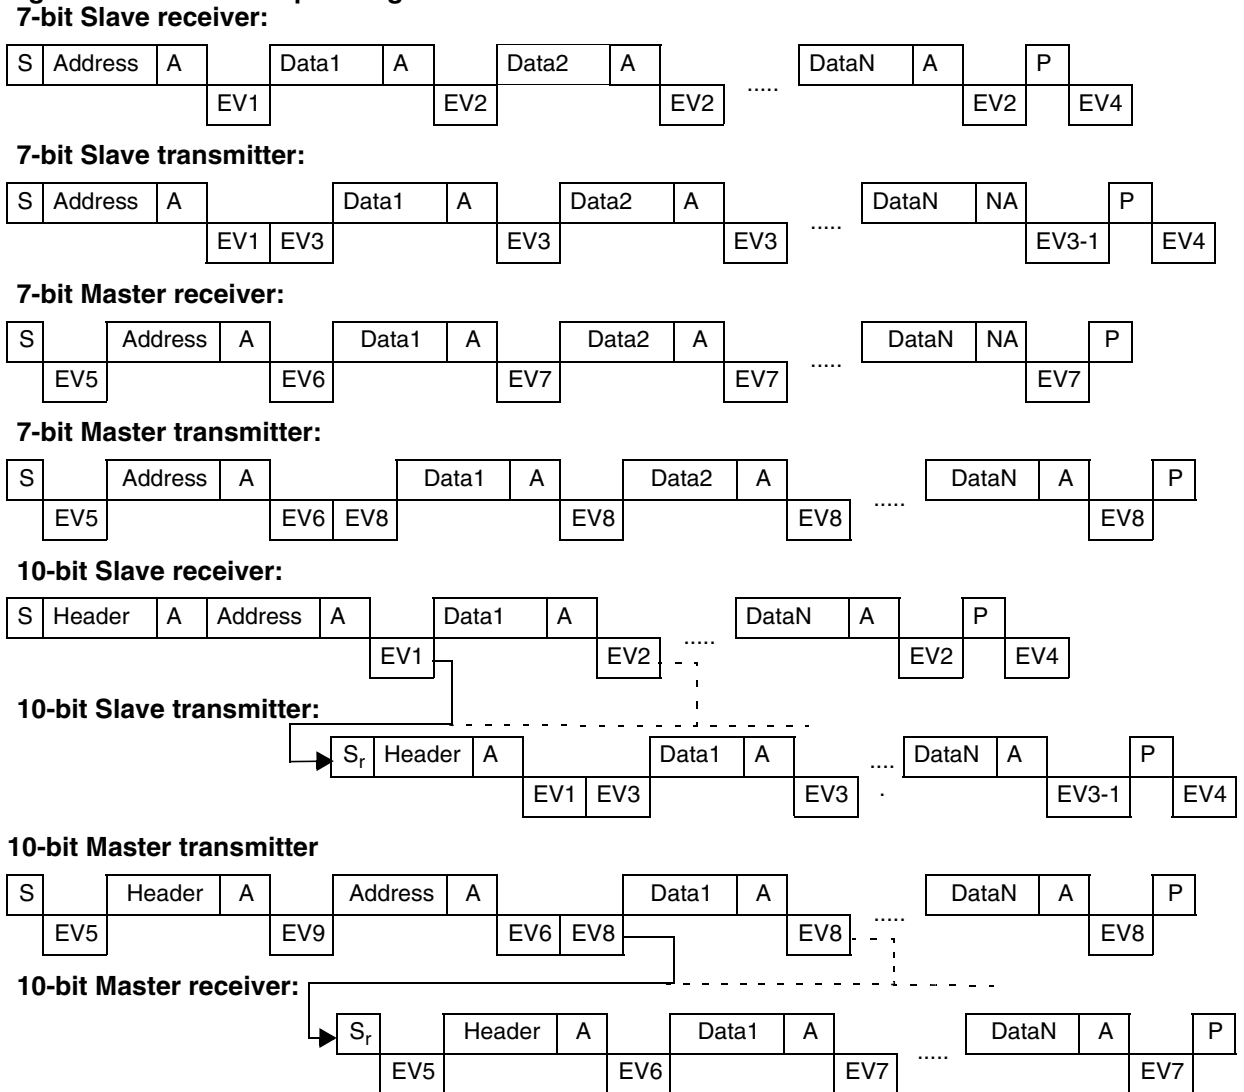 7-bit Slave receiver:
S Address A Data1 A Data2 A DataN A P
EV1 EV2 EV2 ..... EV2 EV4
7-bit Slave transmitter:
S Address A Data1 A Data2 A DataN NA P
EV1 EV3 EV3 EV3 ..... EV3-1 EV4
7-bit Master receiver:
S Address A Data1 A Data2 A DataN NA P
EV5 EV6 EV7 EV7 ..... EV7
7-bit Master transmitter:
S Address A Data1 A Data2 A DataN A P
EV5 EV6 EV8 EV8 EV8 ..... EV8
10-bit Slave receiver:
S Header A Address A Data1 A DataN A P
EV1 EV2 ..... EV2 EV4
10-bit Slave transmitter:
Sr Header A Data1 A .... DataN A P
EV1 EV3 EV3 . EV3-1 EV4
10-bit Master transmitter
S Header A Address A Data1 A DataN A P
EV5 EV9 EV6 EV8 EV8 ..... EV8
10-bit Master receiver:
Sr Header A Data1 A DataN A P
EV5 EV6 EV7 ..... EV7